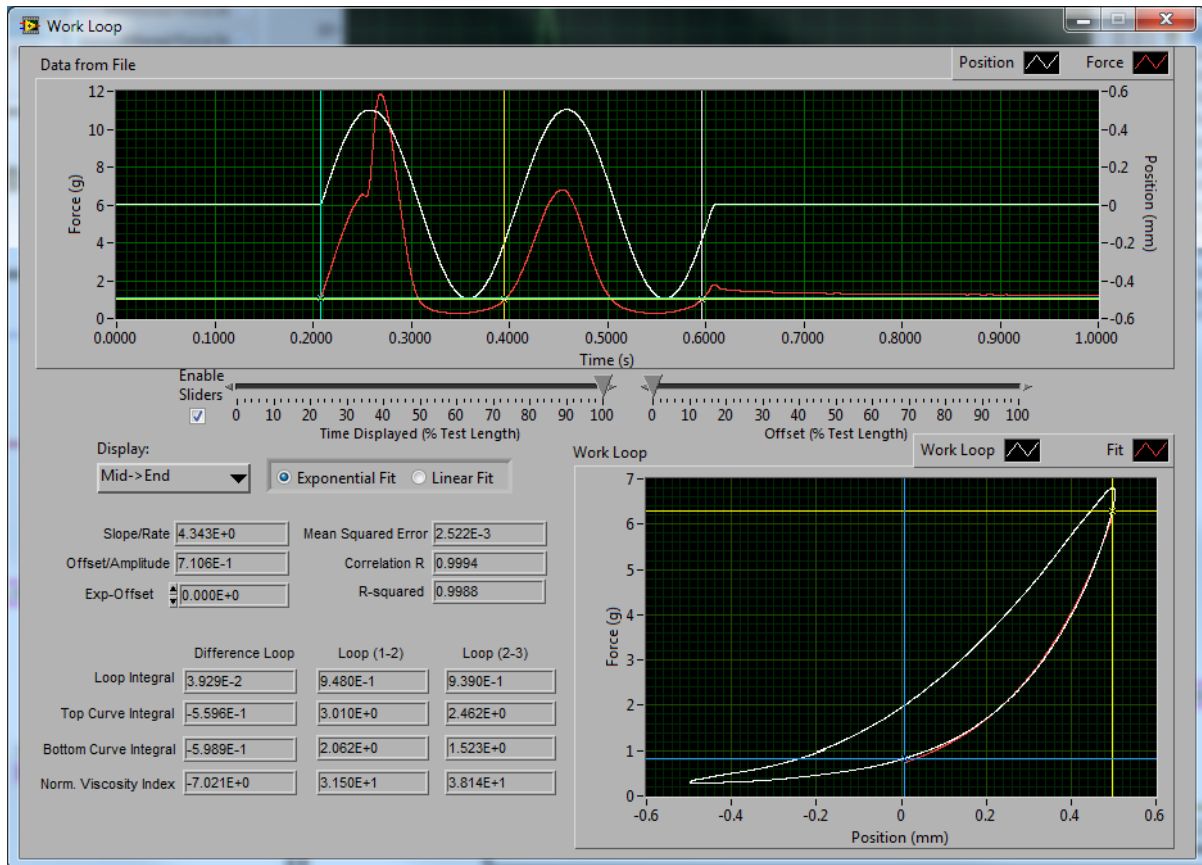 Work Loop
Data from File
Position Force
12
10
8
6
4
2
0
Force (g)
-0.6
-0.4
-0.2
-0
--0.2
--0.4
--0.6
Position (mm)
0.0000 0.1000 0.2000 0.3000 0.4000 0.5000 0.6000 0.7000 0.8000 0.9000 1.0000
Time (s)
Enable
Sliders
0 10 20 30 40 50 60 70 80 90 100
Time Displayed (% Test Length)
0 10 20 30 40 50 60 70 80 90 100
Offset (% Test Length)
Display:
Mid->End
Exponential Fit Linear Fit
Slope/Rate 4.343E+0 Mean Squared Error 2.522E-3
Offset/Amplitude 7.106E-1 Correlation R 0.9994
Exp-Offset 0.000E+0 R-squared 0.9988
Difference Loop Loop (1-2) Loop (2-3)
Loop Integral 3.929E-2 9.480E-1 9.390E-1
Top Curve Integral -5.596E-1 3.010E+0 2.462E+0
Bottom Curve Integral -5.989E-1 2.062E+0 1.523E+0
Norm. Viscosity Index -7.021E+0 3.150E+1 3.814E+1
Work Loop
Work Loop Fit
7
6
5
4
3
2
1
0
Force (g)
-0.6 -0.4 -0.2 0 0.2 0.4 0.6
Position (mm)